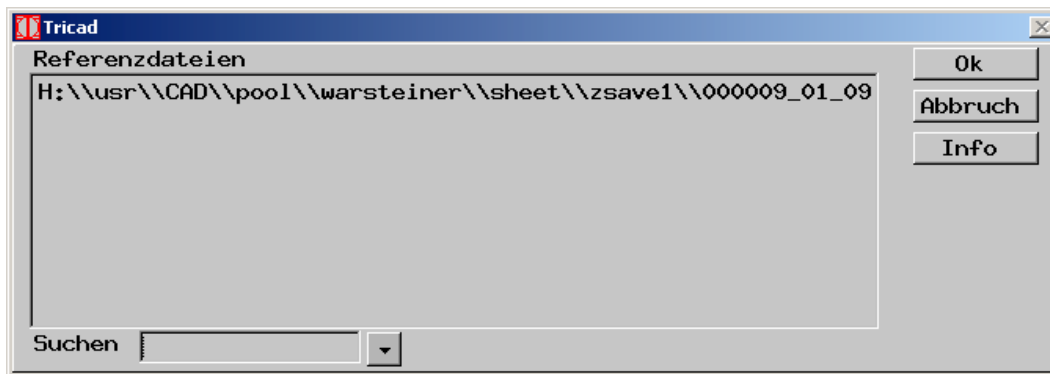 Tricad
Referenzdateien
H:\\usr\\CAD\\pool\\warsteiner\\sheet\\zsave1\\000009_01_09
Ok
Abbruch
Info
Suchen